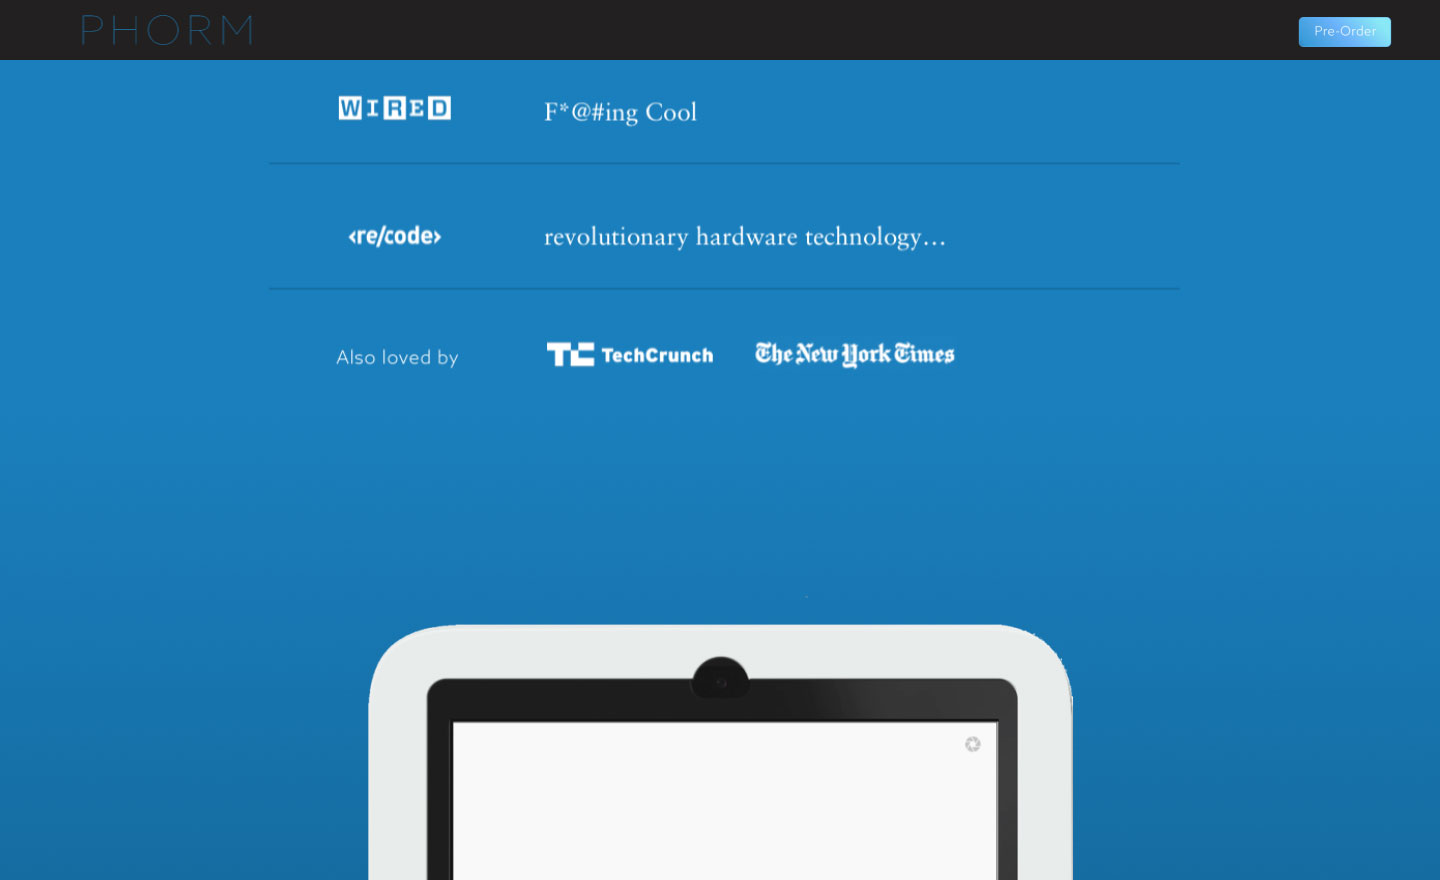 PHORM
Pre-Order
WIRED
F*@#ing Cool
<re/code>
revolutionary hardware technology...
Also loved by
TC TechCrunch
The New York Times